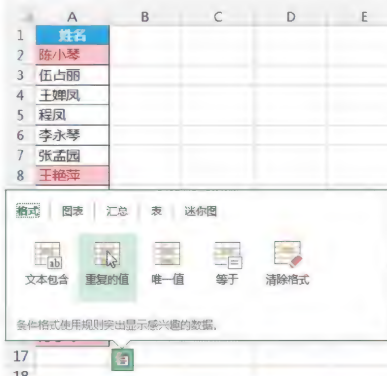 A B C D E
1 姓名
2 陈小琴
3 伍占丽
4 王婵凤
5 程凤
6 李永琴
7 张孟园
8 王艳萍
格式 图表 汇总 表 迷你图
ab
文本包含 重复的值 唯一值 等于 清除格式
条件格式使用规则突出显示感兴趣的数据。
17
18